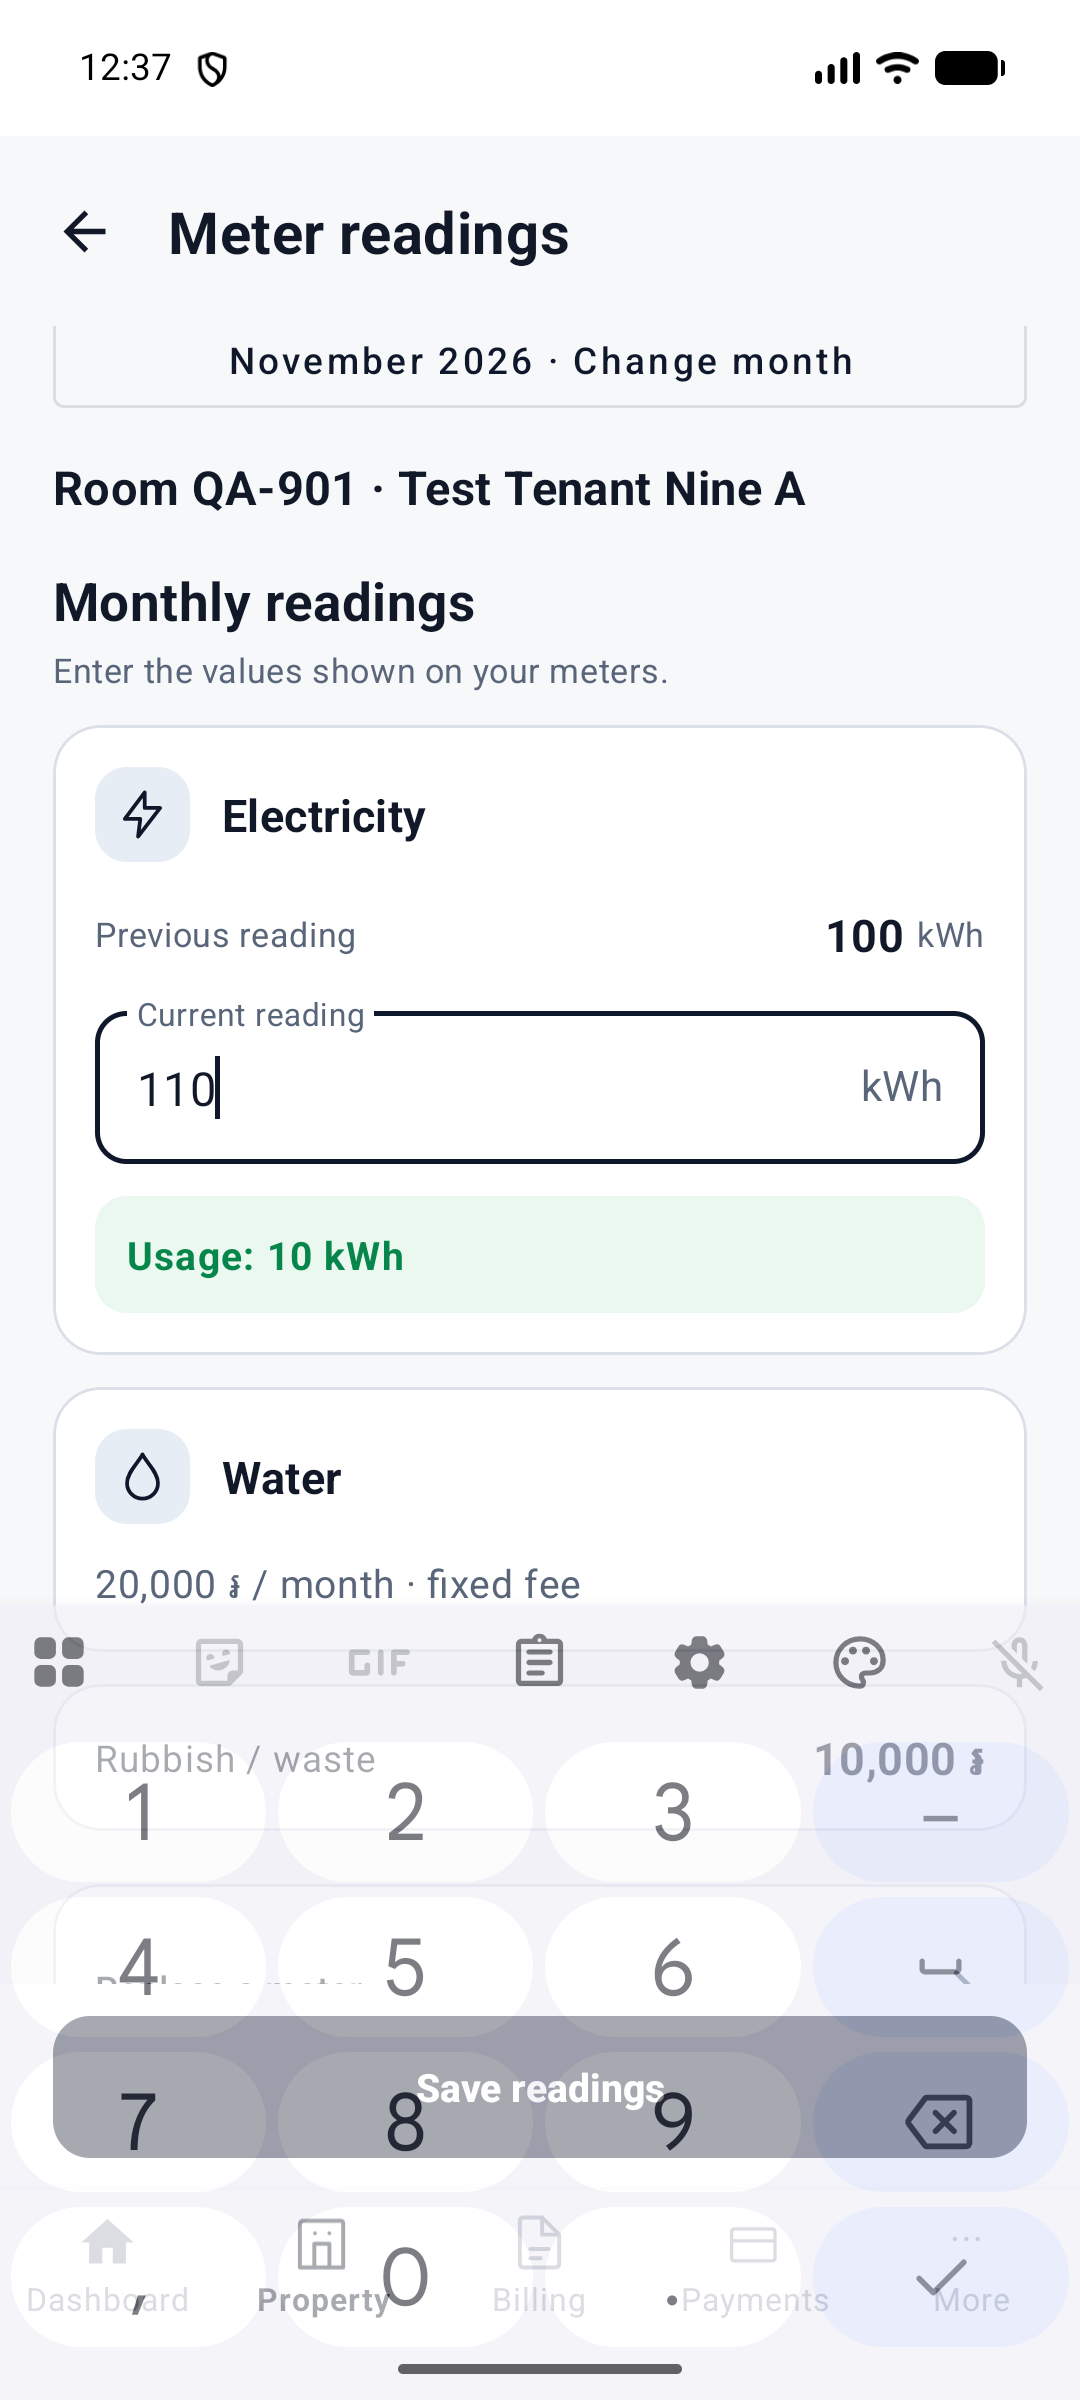 12:37
Meter readings
November 2026 · Change month
Room QA-901 · Test Tenant Nine A
Monthly readings
Enter the values shown on your meters.
Electricity
Previous reading 100 kWh
Current reading
110 kWh
Usage: 10 kWh
Water
20,000 ៛ / month · fixed fee
GIF
Rubbish / waste 10,000 ៛
1 2 3 –
4 5 6
Save readings
7 8 9
Dashboard Property Billing Payments More
, 0 .